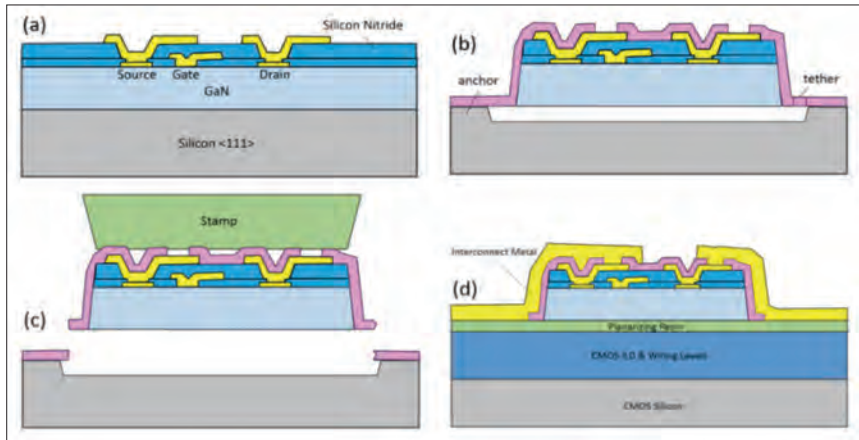 (a)
Silicon Nitride
Source
Gate
Drain
GaN
Silicon <111>
(b)
anchor
tether
Stamp
(c)
Interconnect Metal
(d)
Planarizing Resin
CMOS ILD & Wiring Levels
CMOS Silicon